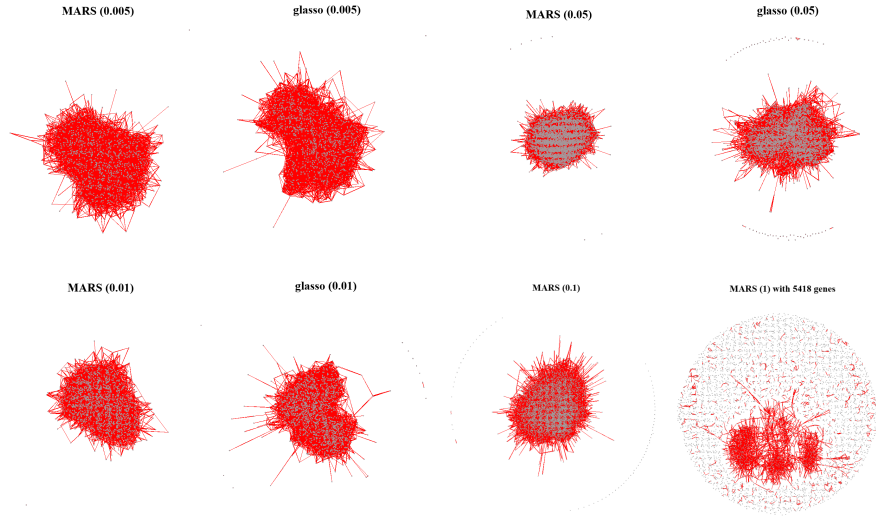 MARS (0.005)
glasso (0.005)
MARS (0.05)
glasso (0.05)
MARS (0.01)
glasso (0.01)
MARS (0.1)
MARS (1) with 5418 genes